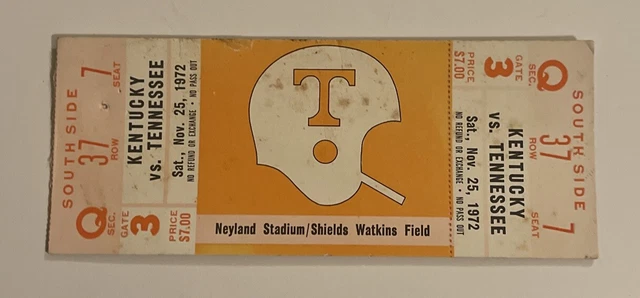 SOUTH SIDE
Q 37 7
SEC. ROW SEAT
GATE
3
PRICE
$7.00
KENTUCKY
vs. TENNESSEE
Sat., Nov. 25, 1972
NO REFUND OR EXCHANGE • NO PASS OUT
T
Neyland Stadium/Shields Watkins Field
PRICE
$7.00
GATE
3
SEC. ROW SEAT
Q 37 7
SOUTH SIDE
KENTUCKY
vs. TENNESSEE
Sat., Nov. 25, 1972
NO REFUND OR EXCHANGE • NO PASS OUT